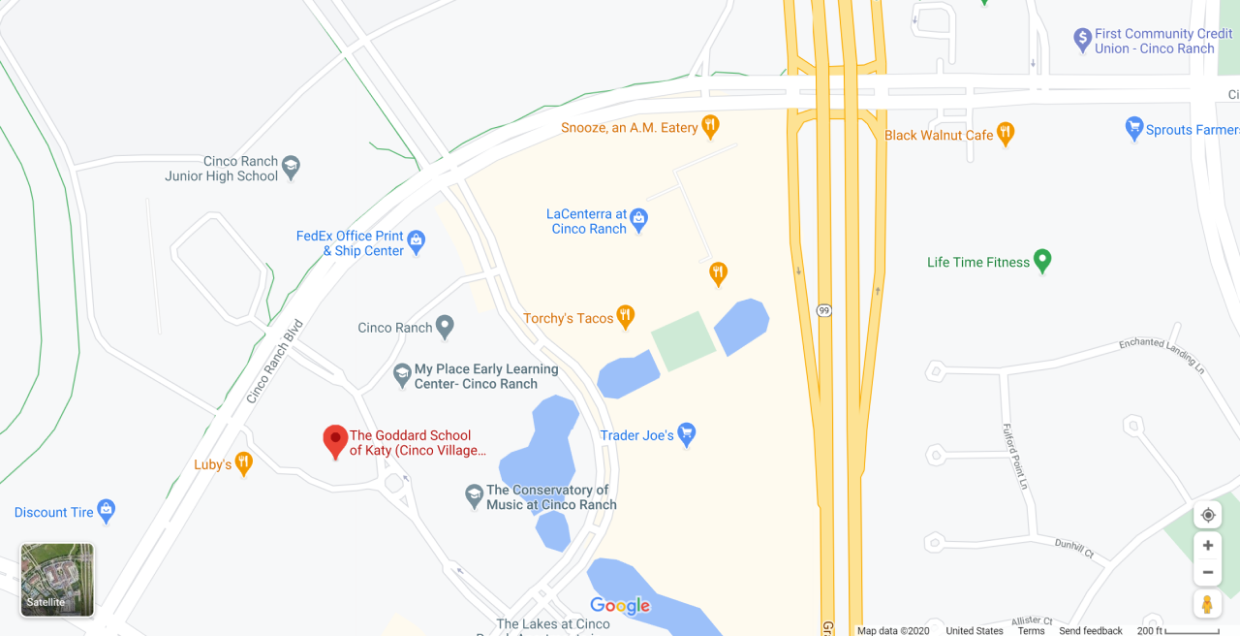 First Community Credit
Union - Cinco Ranch
Ci
Snooze, an A.M. Eatery
Black Walnut Cafe
Sprouts Farmers
Cinco Ranch
Junior High School
LaCenterra at
Cinco Ranch
FedEx Office Print
& Ship Center
Life Time Fitness
99
Torchy's Tacos
Cinco Ranch
Cinco Ranch Blvd
Enchanted Landing Ln
My Place Early Learning
Center- Cinco Ranch
The Goddard School
of Katy (Cinco Village...
Trader Joe's
Fulford Point Ln
Luby's
The Conservatory of
Music at Cinco Ranch
Discount Tire
Dunhill Ct
Satellite
Google
The Lakes at Cinco
Allister Ct
Gr
Map data ©2020 United States Terms Send feedback 200 ft